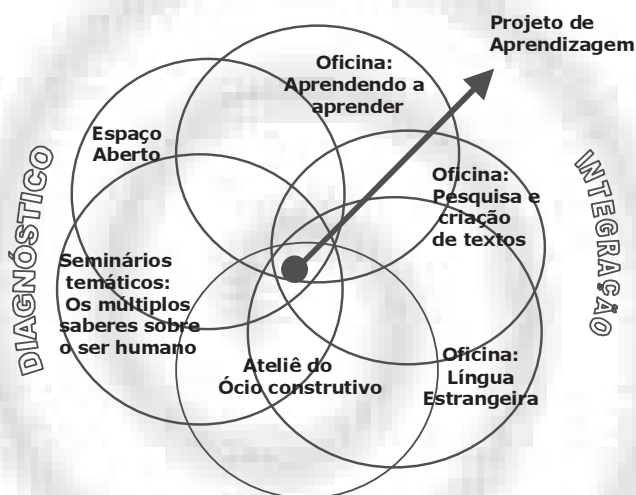 Projeto de
Aprendizagem
Oficina:
Aprendendo a
aprender
Espaço
Aberto
Oficina:
Pesquisa e
criação
de textos
DIAGNÓSTICO
INTEGRAÇÃO
Seminários
temáticos:
Os múltiplos
saberes sobre
o ser humano
Ateliê do
Ócio construtivo
Oficina:
Língua
Estrangeira